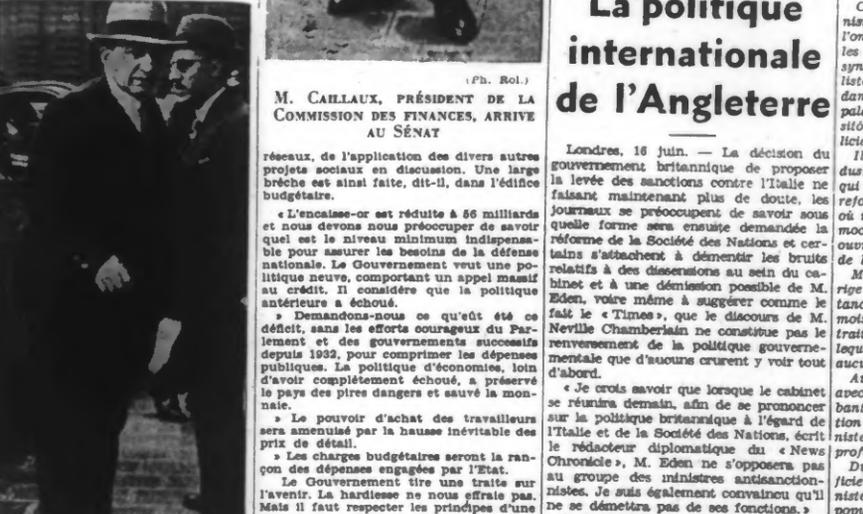 (Ph. Rol.)
M. CAILLAUX, PRÉSIDENT DE LA
COMMISSION DES FINANCES, ARRIVE
AU SÉNAT
réseaux, de l'application des divers autres
projets sociaux en discussion. Une large
brèche est ainsi faite, dit-il, dans l'édifice
budgétaire.
« L'encaisse-or est réduite à 56 milliards
et nous devons nous préoccuper de savoir
quel est le niveau minimum indispensa-
ble pour assurer les besoins de la défense
nationale. Le Gouvernement veut une po-
litique neuve, comportant un appel massif
au crédit. Il considère que la politique
antérieure a échoué.
» Demandons-nous ce qu'eût été ce
déficit, sans les efforts courageux du Par-
lement et des gouvernements successifs
depuis 1932, pour comprimer les dépenses
publiques. La politique d'économies, loin
d'avoir complètement échoué, a préservé
le pays des pires dangers et sauvé la mon-
naie.
» Le pouvoir d'achat des travailleurs
sera amenuisé par la hausse inévitable des
prix de détail.
» Les charges budgétaires seront la ran-
çon des dépenses engagées par l'Etat.
Le Gouvernement tire une traite sur
l'avenir. La hardiesse ne nous effraie pas.
Mais il faut respecter les principes d'une
La politique
internationale
de l'Angleterre
Londres, 16 juin. — La décision du
gouvernement britannique de proposer
la levée des sanctions contre l'Italie ne
faisant maintenant plus de doute, les
journaux se préoccupent de savoir sous
quelle forme sera ensuite demandée la
réforme de la Société des Nations et cer-
tains s'attachent à démentir les bruits
relatifs à des dissensions au sein du ca-
binet et à une démission possible de M.
Eden, voire même à suggérer comme le
fait le « Times », que le discours de M.
Neville Chamberlain ne constitue pas le
renversement de la politique gouverne-
mentale que d'aucuns crurent y voir tout
d'abord.
« Je crois savoir que lorsque le cabinet
se réunira demain, afin de se prononcer
sur la politique britannique à l'égard de
l'Italie et de la Société des Nations, écrit
le rédacteur diplomatique du « News
Chronicle », M. Eden ne s'opposera pas
au groupe des ministres antisanction-
nistes. Je suis également convaincu qu'il
ne se démettra pas de ses fonctions. »